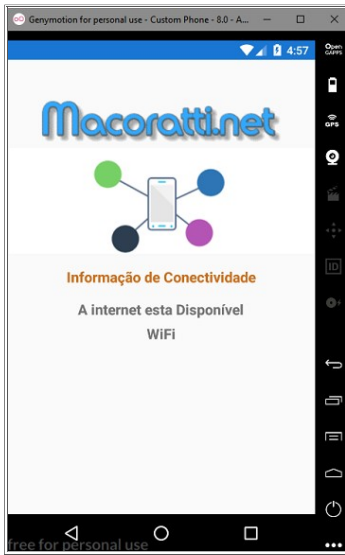 Genymotion for personal use - Custom Phone - 8.0 - A...
4:57
Open
GAPPS
GPS
ID
Macoratti.net
Informação de Conectividade
A internet esta Disponível
WiFi
free for personal use